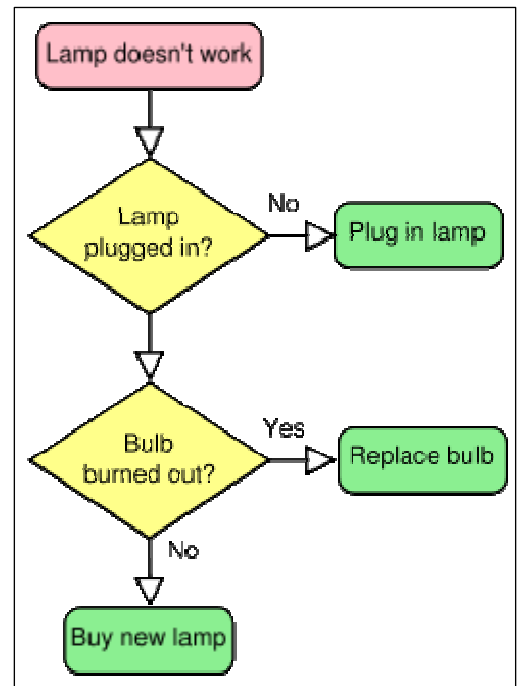 Lamp doesn't work
Lamp
plugged in?
No
Plug in lamp
Bulb
burned out?
Yes
Replace bulb
No
Buy new lamp